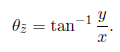 θ_z̃ = tan⁻¹ y/x.